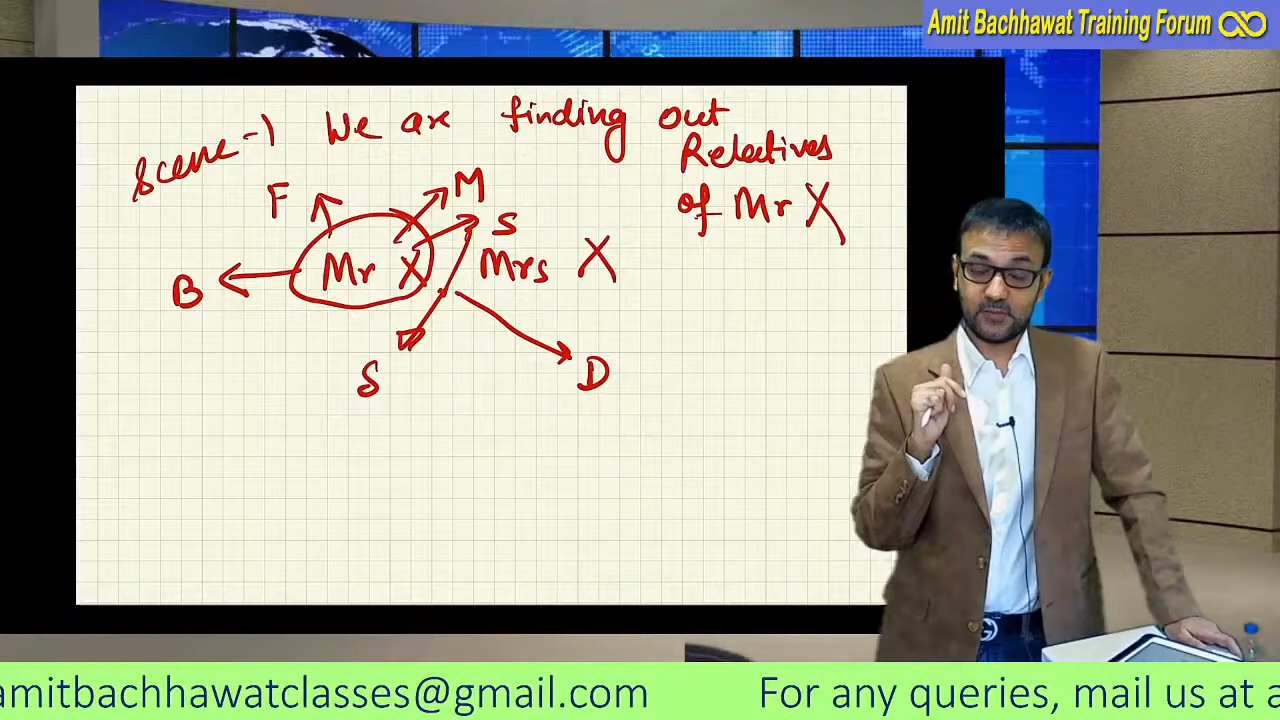 Amit Bachhawat Training Forum
Scene-1 We are finding out
Relatives
of Mr X
F M
S
Mr X Mrs X
B
S D
amitbachhawatclasses@gmail.com For any queries, mail us at a